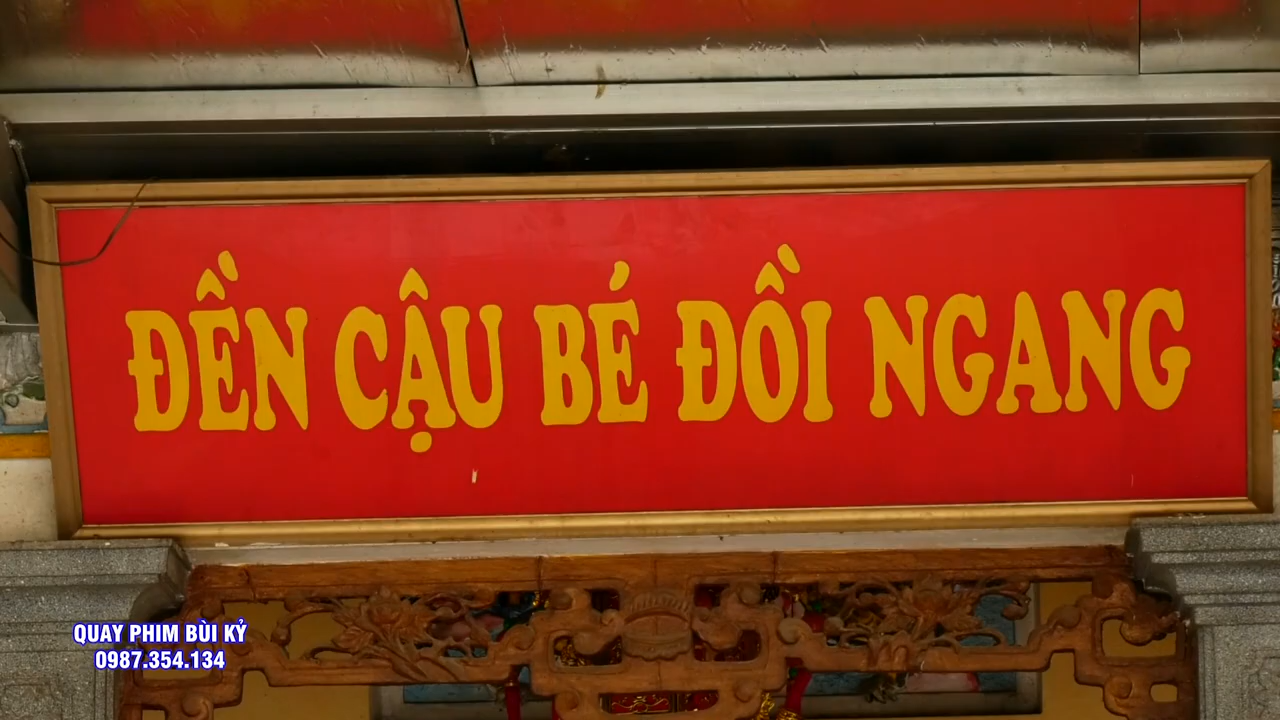 ĐỀN CẬU BÉ ĐỒI NGANG
QUAY PHIM BÙI KỶ
0987.354.134